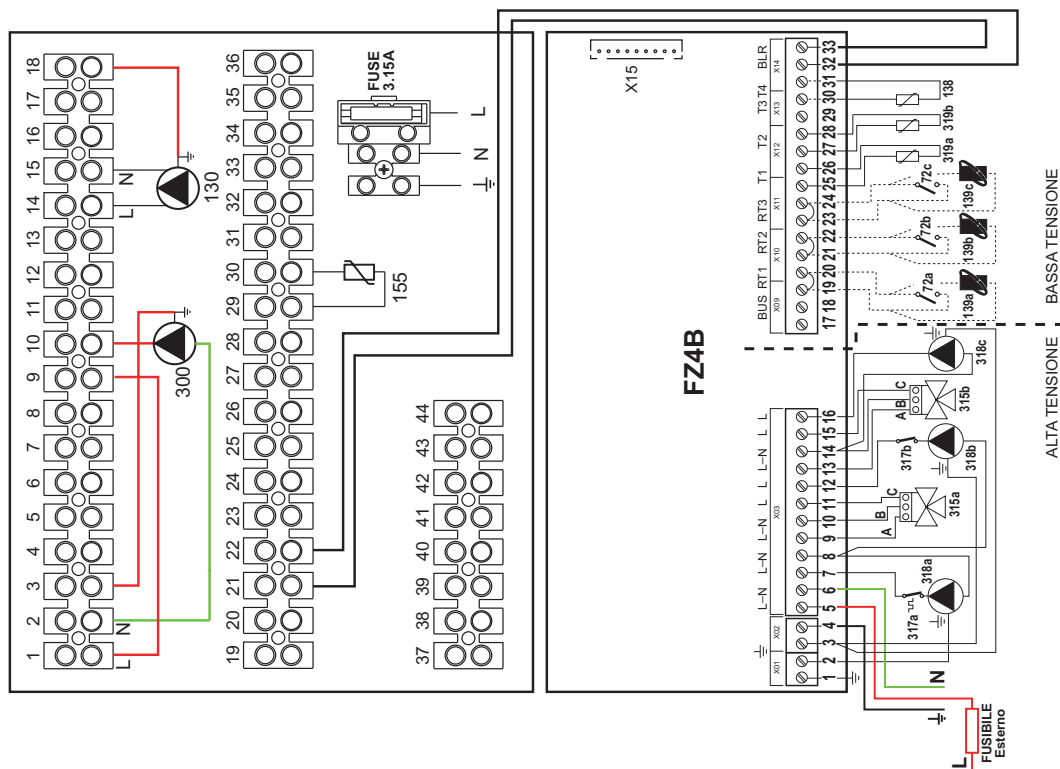 18 17 16 15 14 13 12 11 10 9 8 7 6 5 4 3 2 1
N
L
130
300
N
L
36 35 34 33 32 31 30 29 28 27 26 25 24 23 22 21 20 19
155
FUSE
3.15A
L
N
44 43 42 41 40 39 38 37
FZ4B
X15
BLR
T4
T3
T2
T1
RT3
RT2
RT1
BUS
X14
X13
X12
X11
X10
X09
33 32 31 30 29 28 27 26 25 24 23 22 21 20 19 18 17
138
319b
319a
72c
139c
72b
139b
72a
139a
BASSA TENSIONE
ALTA TENSIONE
L
L
L–N
L
L–N
L–N
L–N
X03
X02
X01
16 15 14 13 12 11 10 9 8 7 6 5 4 3 2 1
318c
A B C
315b
317b
318b
A B C
315a
318a
317a
N
L
FUSIBILE
Esterno